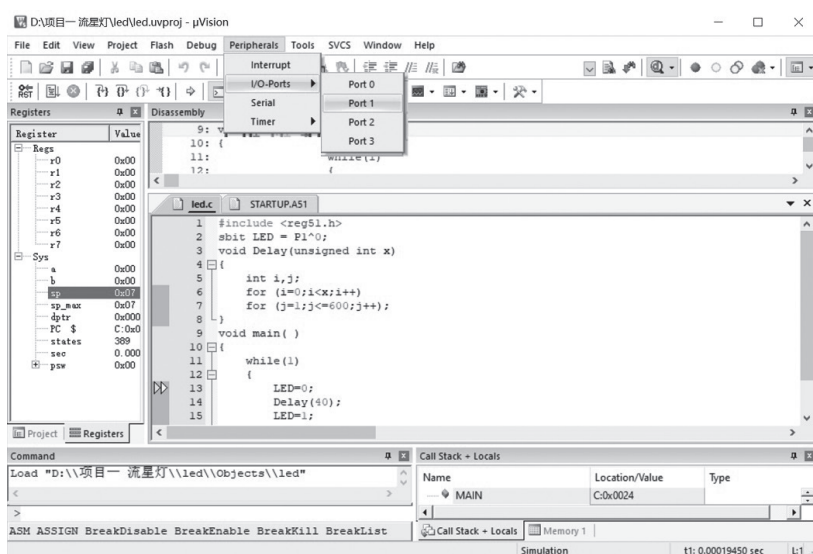 D:\项目一 流星灯\led\led.uvproj - µVision
File Edit View Project Flash Debug Peripherals Tools SVCS Window Help
Interrupt
I/O-Ports
Serial
Timer
Port 0
Port 1
Port 2
Port 3
RST
Registers
Register Value
Regs
r0 0x00
r1 0x00
r2 0x00
r3 0x00
r4 0x00
r5 0x00
r6 0x00
r7 0x00
Sys
a 0x00
b 0x00
sp 0x07
sp_max 0x07
dptr 0x000
PC $ C:0x0
states 389
sec 0.000
psw 0x00
Project Registers
Disassembly
9:
10: {
11: while(1)
12: {
led.c STARTUP.A51
1 #include <reg51.h>
2 sbit LED = P1^0;
3 void Delay(unsigned int x)
4 {
5 int i,j;
6 for (i=0;i<x;i++)
7 for (j=1;j<=600;j++);
8 }
9 void main( )
10 {
11 while(1)
12 {
13 LED=0;
14 Delay(40);
15 LED=1;
Command
Load "D:\\项目一 流星灯\\led\\Objects\\led"
>
ASM ASSIGN BreakDisable BreakEnable BreakKill BreakList
Call Stack + Locals
Name Location/Value Type
MAIN C:0x0024
Call Stack + Locals Memory 1
Simulation t1: 0.00019450 sec L:1